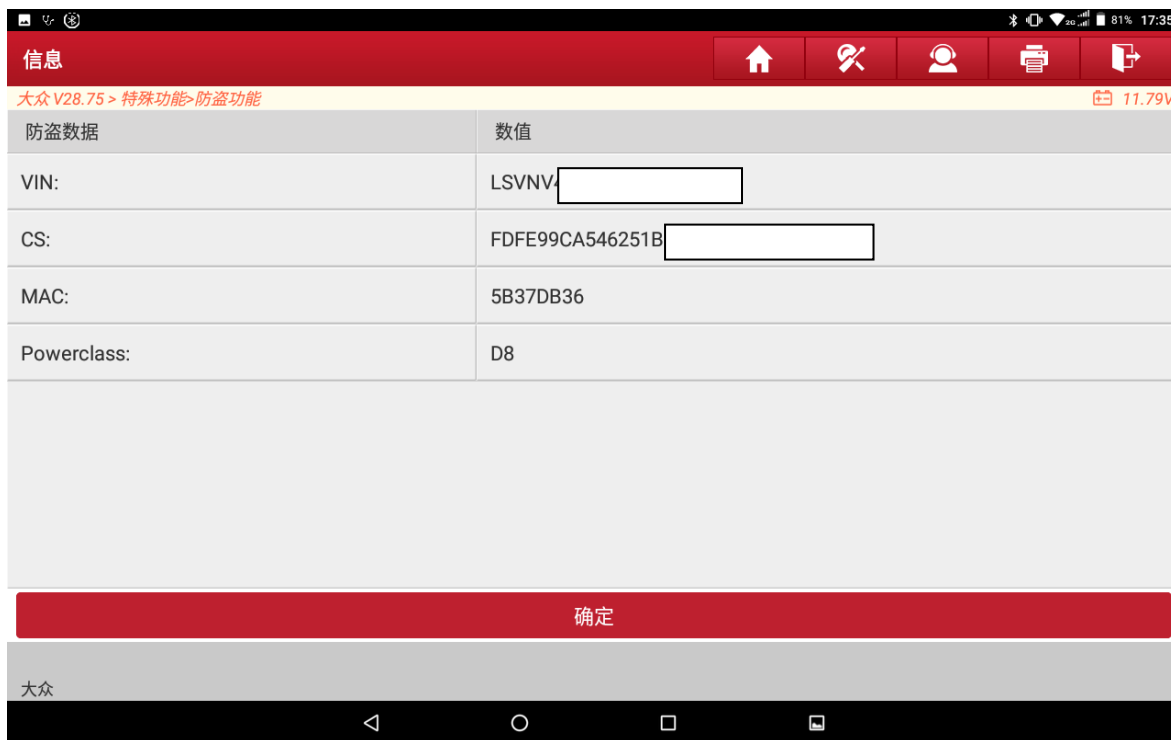 2G 81% 17:35
信息
大众 V28.75 > 特殊功能>防盗功能 11.79V
防盗数据 数值
VIN: LSVNV
CS: FDFE99CA546251B
MAC: 5B37DB36
Powerclass: D8
确定
大众